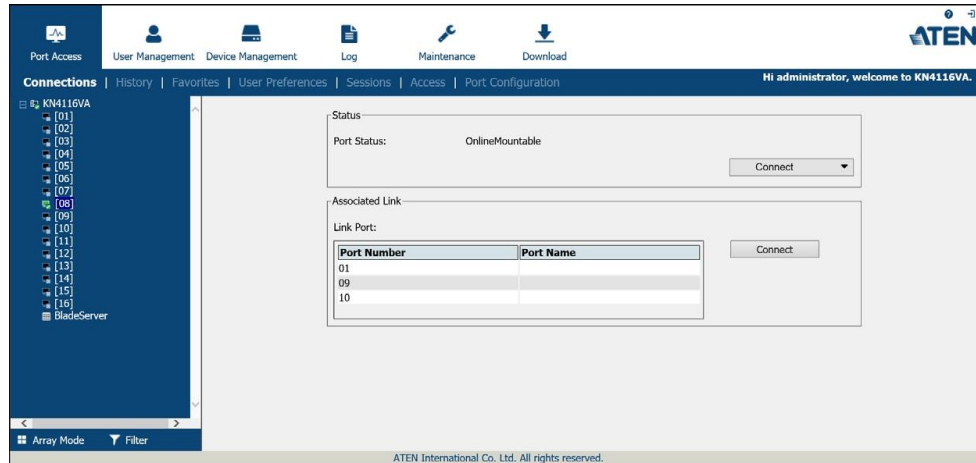 ATEN
Port Access
User Management
Device Management
Log
Maintenance
Download
Connections | History | Favorites | User Preferences | Sessions | Access | Port Configuration
Hi administrator, welcome to KN4116VA.
KN4116VA
[01]
[02]
[03]
[04]
[05]
[06]
[07]
[08]
[09]
[10]
[11]
[12]
[13]
[14]
[15]
[16]
BladeServer
Array Mode
Filter
Status
Port Status: OnlineMountable
Connect
Associated Link
Link Port:
Port Number Port Name
01
09
10
Connect
ATEN International Co. Ltd. All rights reserved.